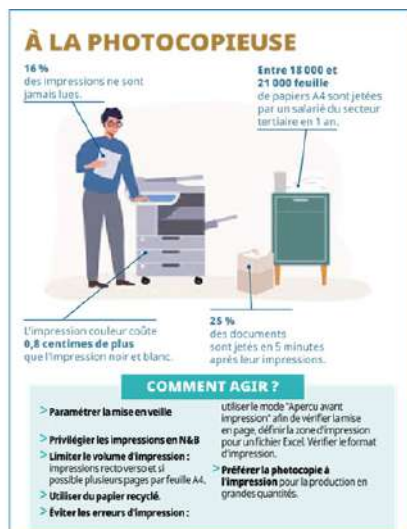 À LA PHOTOCOPIEUSE
16 %
des impressions ne sont
jamais lues.
Entre 18 000 et
21 000 feuille
de papiers A4 sont jetées
par un salarié du secteur
tertiaire en 1 an.
L'impression couleur coûte
0,8 centimes de plus
que l'impression noir et blanc.
25 %
des documents
sont jetés en 5 minutes
après leur impressions.
COMMENT AGIR ?
> Paramétrer la mise en veille
> Privilégier les impressions en N&B
> Limiter le volume d'impression :
impressions recto verso et si
possible plusieurs pages par feuille A4.
> Utiliser du papier recyclé.
> Éviter les erreurs d'impression :
utiliser le mode "Apercu avant
impression" afin de vérifier la mise
en page, définir la zone d'impression
pour un fichier Excel. Vérifier le format
d'impression.
> Préférer la photocopie à
l'impression pour la production en
grandes quantités.